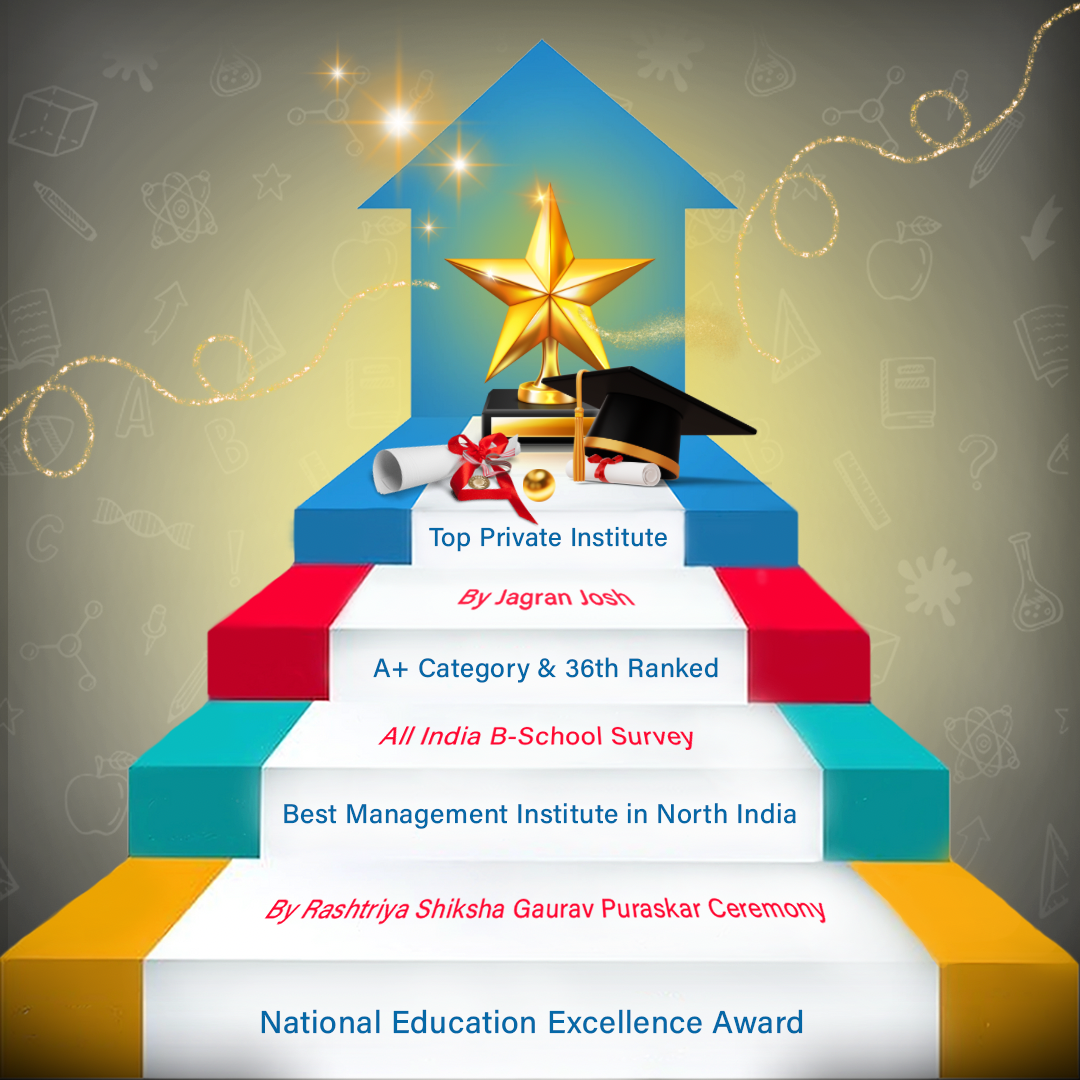 Top Private Institute
By Jagran Josh
A+ Category & 36th Ranked
All India B-School Survey
Best Management Institute in North India
By Rashtriya Shiksha Gaurav Puraskar Ceremony
National Education Excellence Award